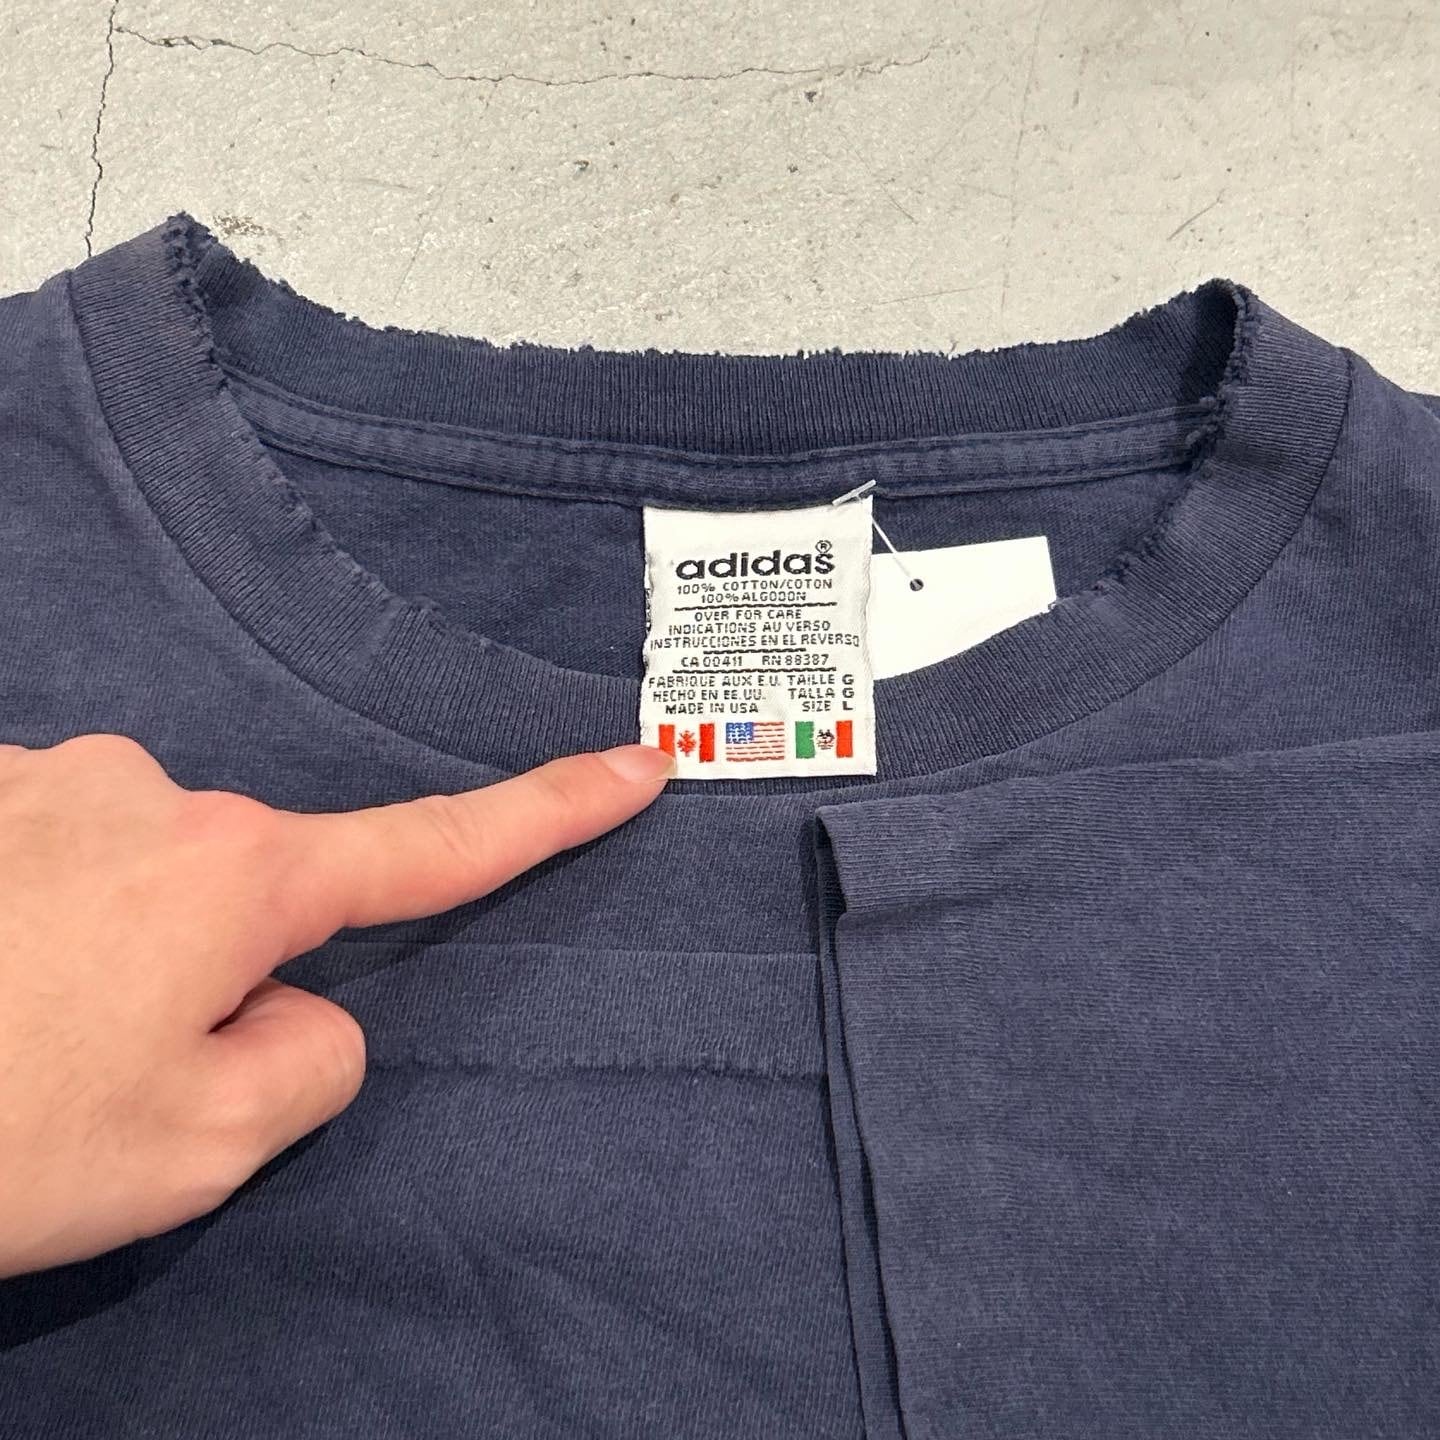 adidas®
100% COTTON/COTON
100% ALGODON
OVER FOR CARE
INDICATIONS AU VERSO
INSTRUCCIONES EN EL REVERSO
CA 00411 RN 88387
FABRIQUE AUX E.U. TAILLE G
HECHO EN EE.UU. TALLA G
MADE IN USA SIZE L